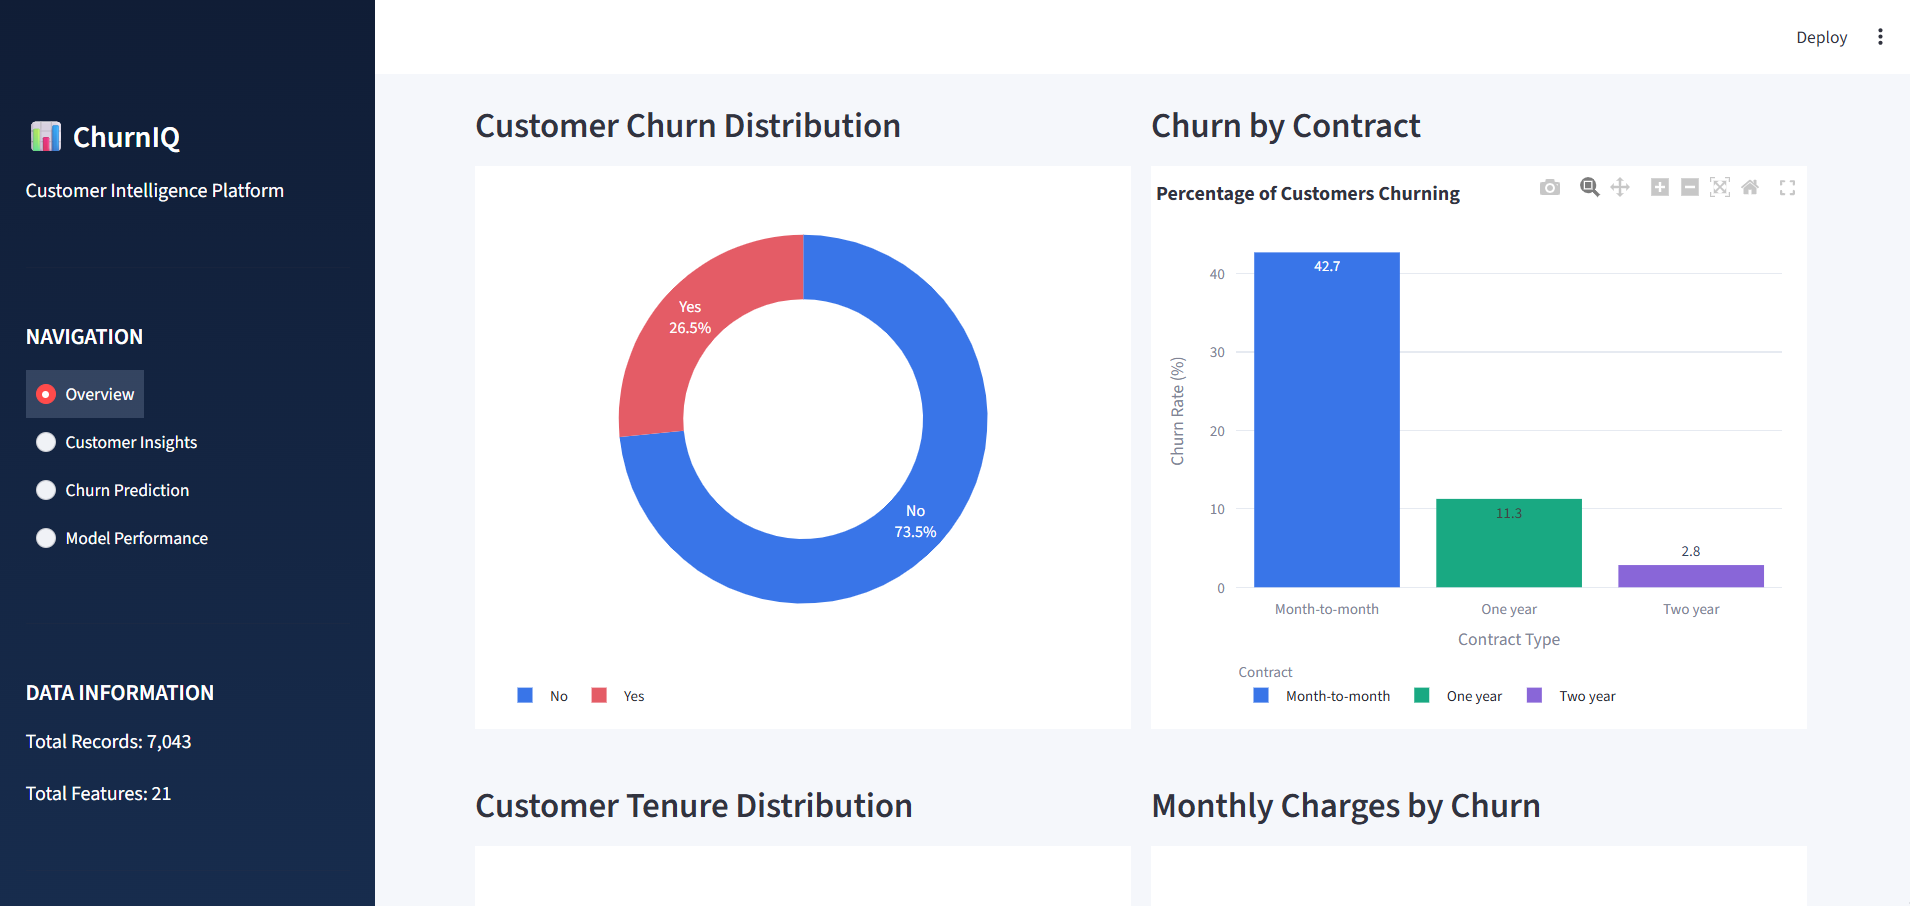 Deploy
ChurnIQ
Customer Intelligence Platform
NAVIGATION
Overview
Customer Insights
Churn Prediction
Model Performance
DATA INFORMATION
Total Records: 7,043
Total Features: 21
Customer Churn Distribution
Yes
26.5%
No
73.5%
No
Yes
Churn by Contract
Percentage of Customers Churning
Churn Rate (%)
40
30
20
10
0
42.7
11.3
2.8
Month-to-month
One year
Two year
Contract Type
Contract
Month-to-month
One year
Two year
Customer Tenure Distribution
Monthly Charges by Churn